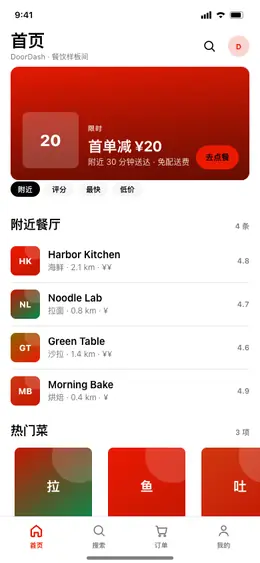 9:41
首页
DoorDash · 餐饮样板间
D
20
限时
首单减 ¥20
附近 30 分钟送达 · 免配送费
去点餐
附近
评分
最快
低价
附近餐厅
4 条
HK
Harbor Kitchen
海鲜 · 2.1 km · ¥¥
4.8
NL
Noodle Lab
拉面 · 0.8 km · ¥
4.7
GT
Green Table
沙拉 · 1.4 km · ¥¥
4.6
MB
Morning Bake
烘焙 · 0.4 km · ¥
4.9
热门菜
3 项
拉
鱼
吐
首页
搜索
订单
我的